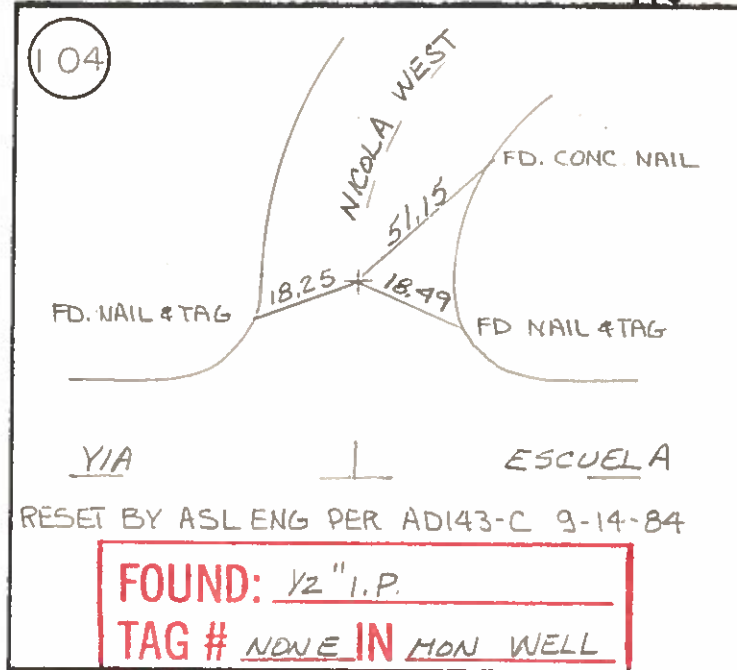 104
NICOLA WEST
FD. CONC. NAIL
51.15
18.25
18.49
FD. NAIL & TAG
FD NAIL & TAG
VIA
ESCUELA
RESET BY ASL ENG PER AD143-C 9-14-84
FOUND: 1/2" I.P.
TAG # NONE IN MON WELL